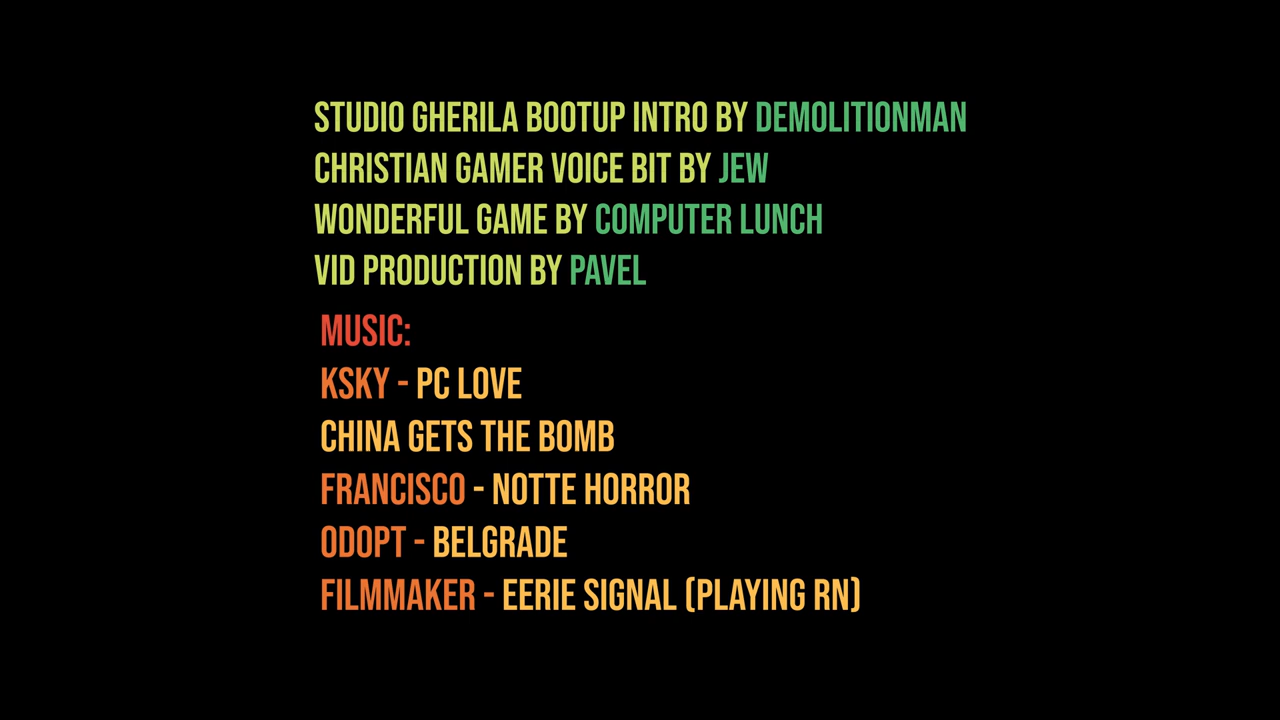 STUDIO GHERILA BOOTUP INTRO BY DEMOLITIONMAN
CHRISTIAN GAMER VOICE BIT BY JEW
WONDERFUL GAME BY COMPUTER LUNCH
VID PRODUCTION BY PAVEL
MUSIC:
KSKY - PC LOVE
CHINA GETS THE BOMB
FRANCISCO - NOTTE HORROR
ODOPT - BELGRADE
FILMMAKER - EERIE SIGNAL (PLAYING RN)